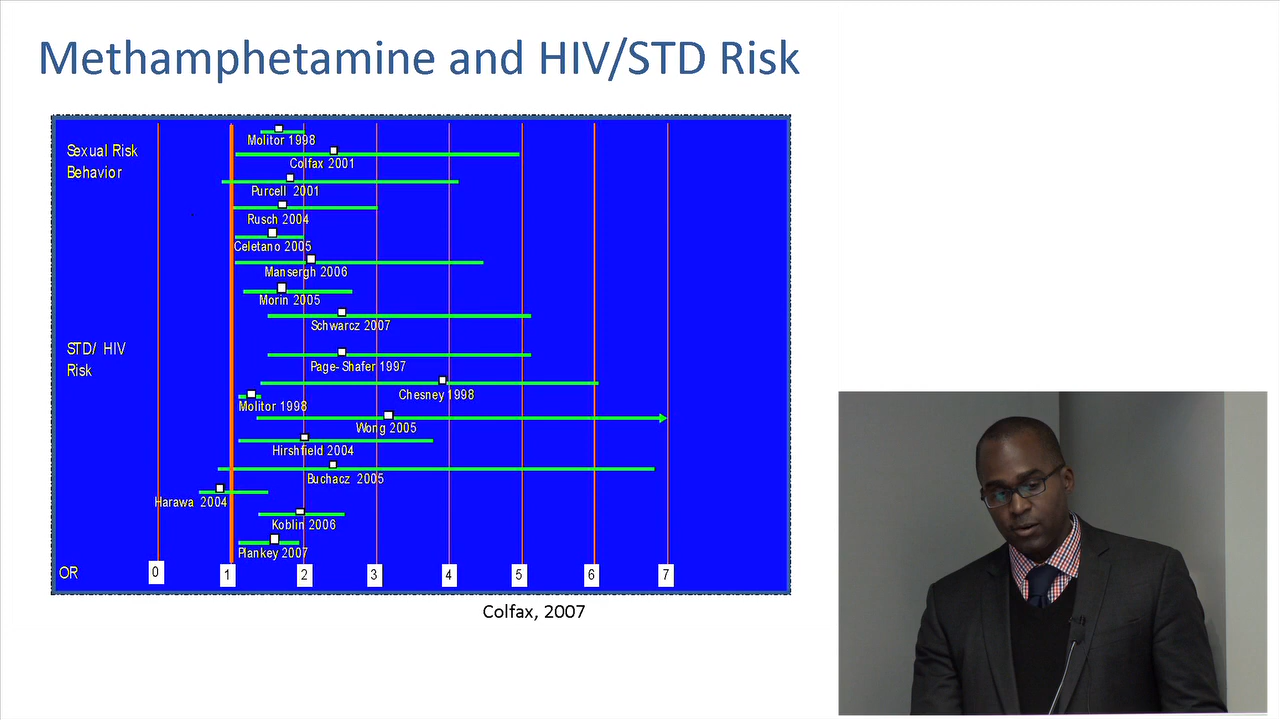 Methamphetamine and HIV/STD Risk
Sexual Risk
Behavior
Molitor 1998
Colfax 2001
Purcell 2001
Rusch 2004
Celetano 2005
Mansergh 2006
Morin 2005
Schwarcz 2007
STD/ HIV
Risk
Page-Shafer 1997
Chesney 1998
Molitor 1998
Wong 2005
Hirshfield 2004
Buchacz 2005
Harawa 2004
Koblin 2006
Plankey 2007
OR 0 1 2 3 4 5 6 7
Colfax, 2007